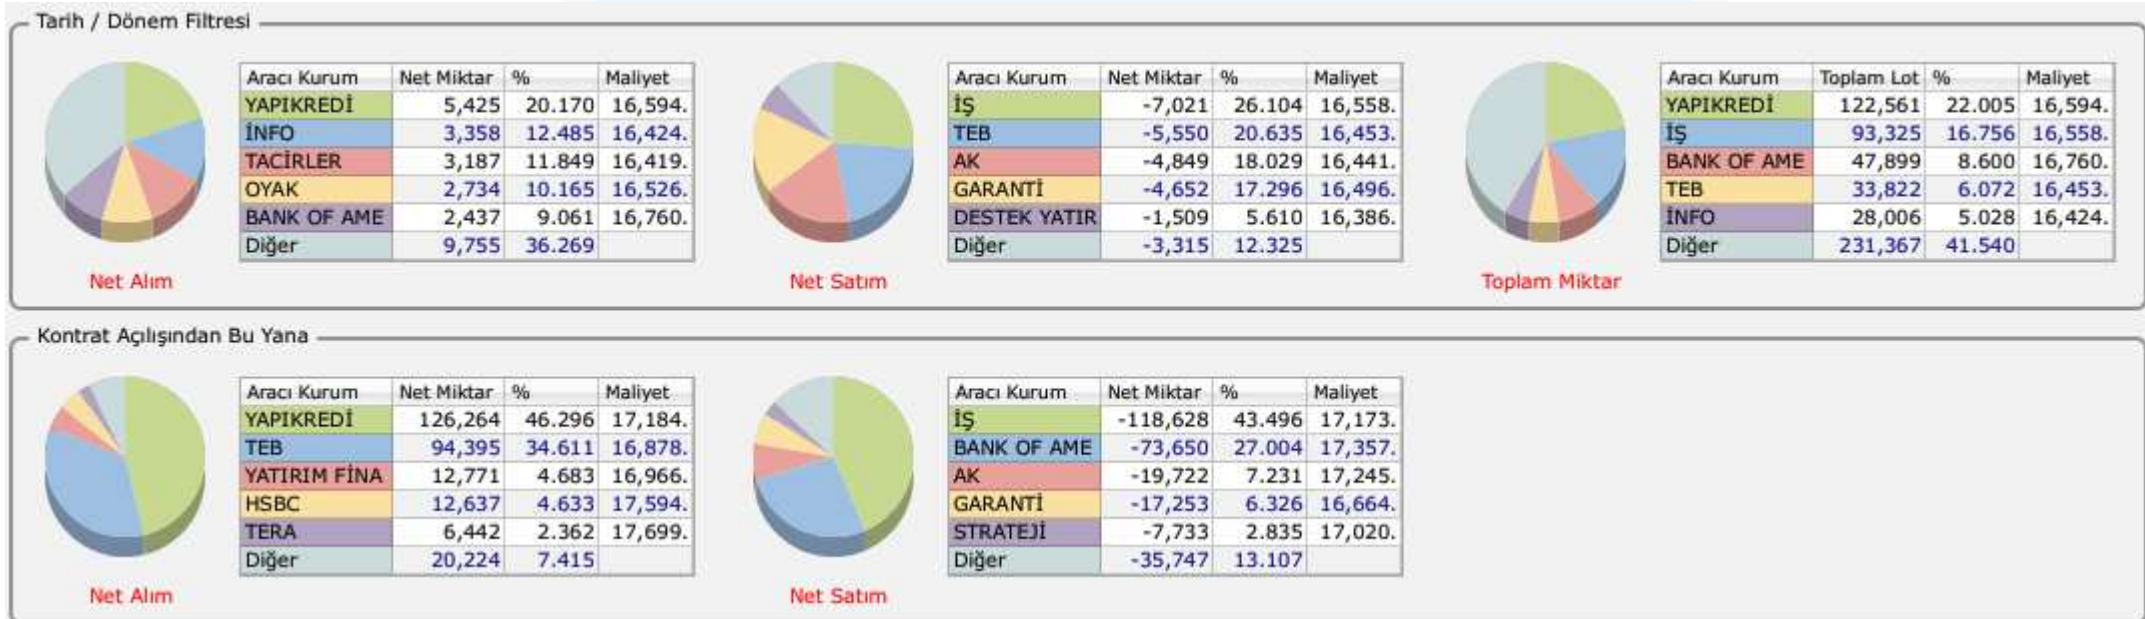 Tarih / Dönem Filtresi
Aracı Kurum Net Miktar % Maliyet
YAPIKREDİ 5,425 20.170 16,594.
İNFO 3,358 12.485 16,424.
TACİRLER 3,187 11.849 16,419.
OYAK 2,734 10.165 16,526.
BANK OF AME 2,437 9.061 16,760.
Diğer 9,755 36.269
Net Alım
Aracı Kurum Net Miktar % Maliyet
İŞ -7,021 26.104 16,558.
TEB -5,550 20.635 16,453.
AK -4,849 18.029 16,441.
GARANTİ -4,652 17.296 16,496.
DESTEK YATIR -1,509 5.610 16,386.
Diğer -3,315 12.325
Net Satım
Aracı Kurum Toplam Lot % Maliyet
YAPIKREDİ 122,561 22.005 16,594.
İŞ 93,325 16.756 16,558.
BANK OF AME 47,899 8.600 16,760.
TEB 33,822 6.072 16,453.
İNFO 28,006 5.028 16,424.
Diğer 231,367 41.540
Toplam Miktar
Kontrat Açılışından Bu Yana
Aracı Kurum Net Miktar % Maliyet
YAPIKREDİ 126,264 46.296 17,184.
TEB 94,395 34.611 16,878.
YATIRIM FİNA 12,771 4.683 16,966.
HSBC 12,637 4.633 17,594.
TERA 6,442 2.362 17,699.
Diğer 20,224 7.415
Net Alım
Aracı Kurum Net Miktar % Maliyet
İŞ -118,628 43.496 17,173.
BANK OF AME -73,650 27.004 17,357.
AK -19,722 7.231 17,245.
GARANTİ -17,253 6.326 16,664.
STRATEJİ -7,733 2.835 17,020.
Diğer -35,747 13.107
Net Satım